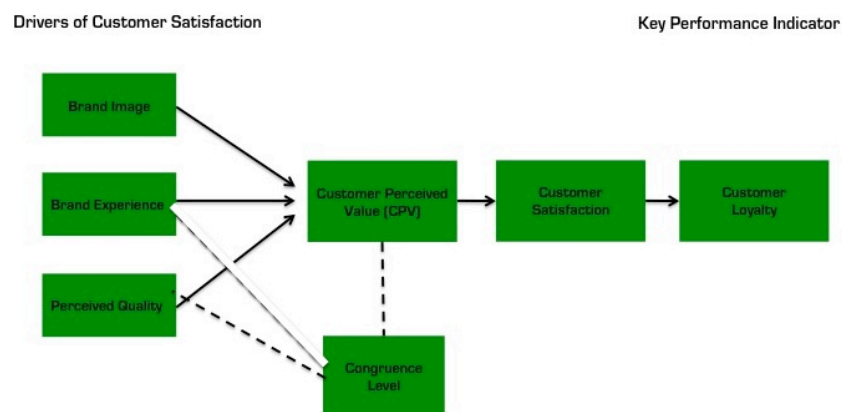 Drivers of Customer Satisfaction
Key Performance Indicator
Brand Image
Brand Experience
Perceived Quality
Customer Perceived
Value (CPV)
Customer
Satisfaction
Customer
Loyalty
Congruence
Level